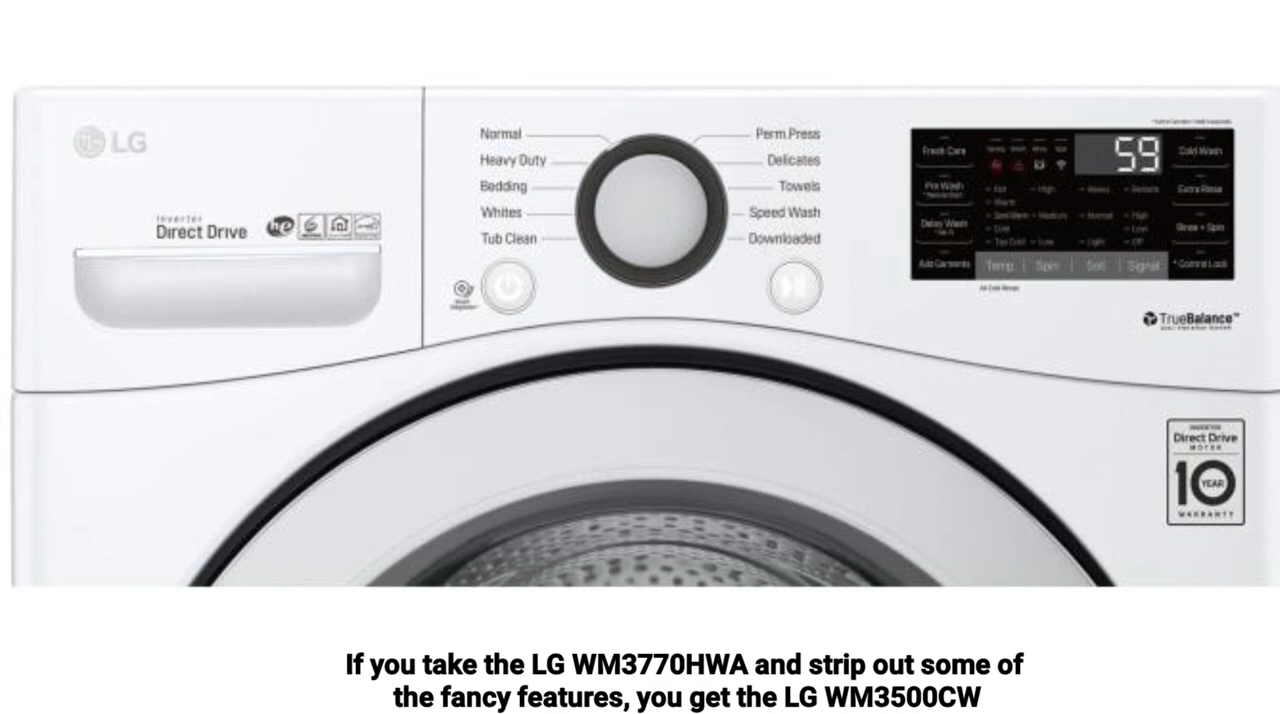 LG
Inverter
Direct Drive
Normal
Heavy Duty
Bedding
Whites
Tub Clean
Perm.Press
Delicates
Towels
Speed Wash
Downloaded
Fresh Care
Pre Wash
Delay Wash
Add Garments
59
Cold Wash
Extra Rinse
Rinse + Spin
* Control Lock
Temp. Spin Soil Signal
TrueBalance™
INVERTER
Direct Drive
MOTOR
10 YEAR
WARRANTY
If you take the LG WM3770HWA and strip out some of
the fancy features, you get the LG WM3500CW